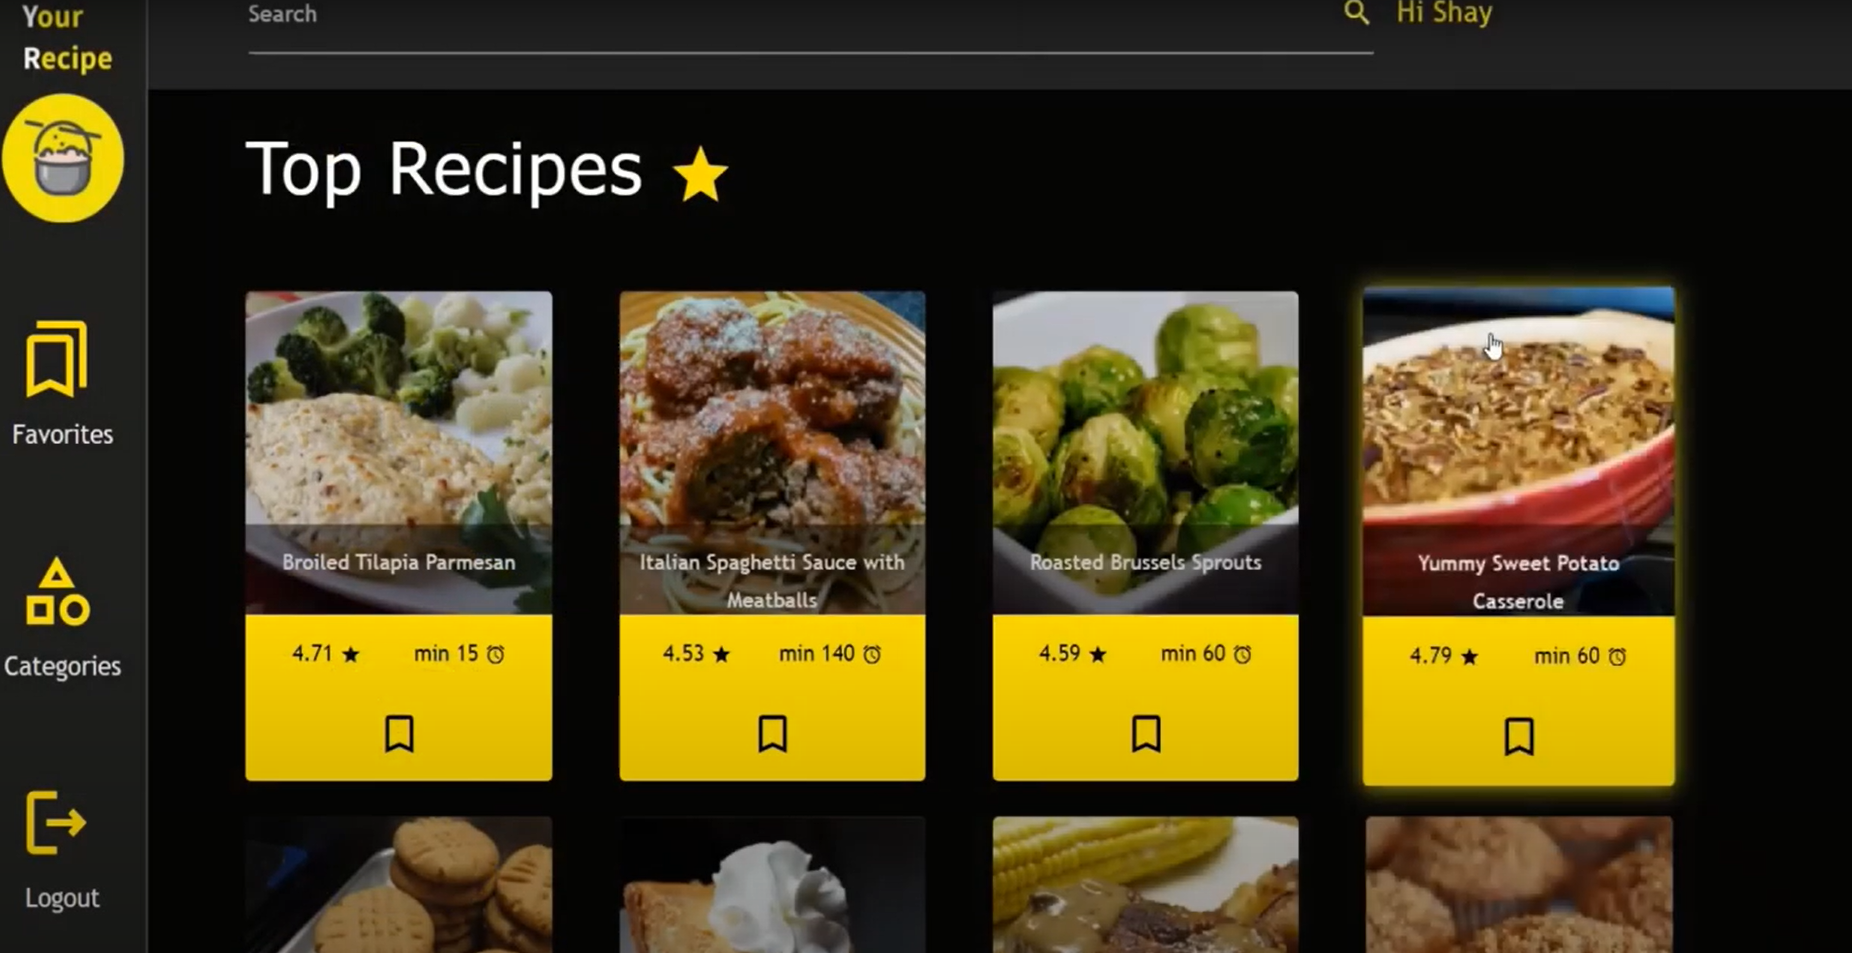 Your
Recipe
Search
Hi Shay
Top Recipes
Favorites
Categories
Logout
Broiled Tilapia Parmesan
4.71
min 15
Italian Spaghetti Sauce with
Meatballs
4.53
min 140
Roasted Brussels Sprouts
4.59
min 60
Yummy Sweet Potato
Casserole
4.79
min 60